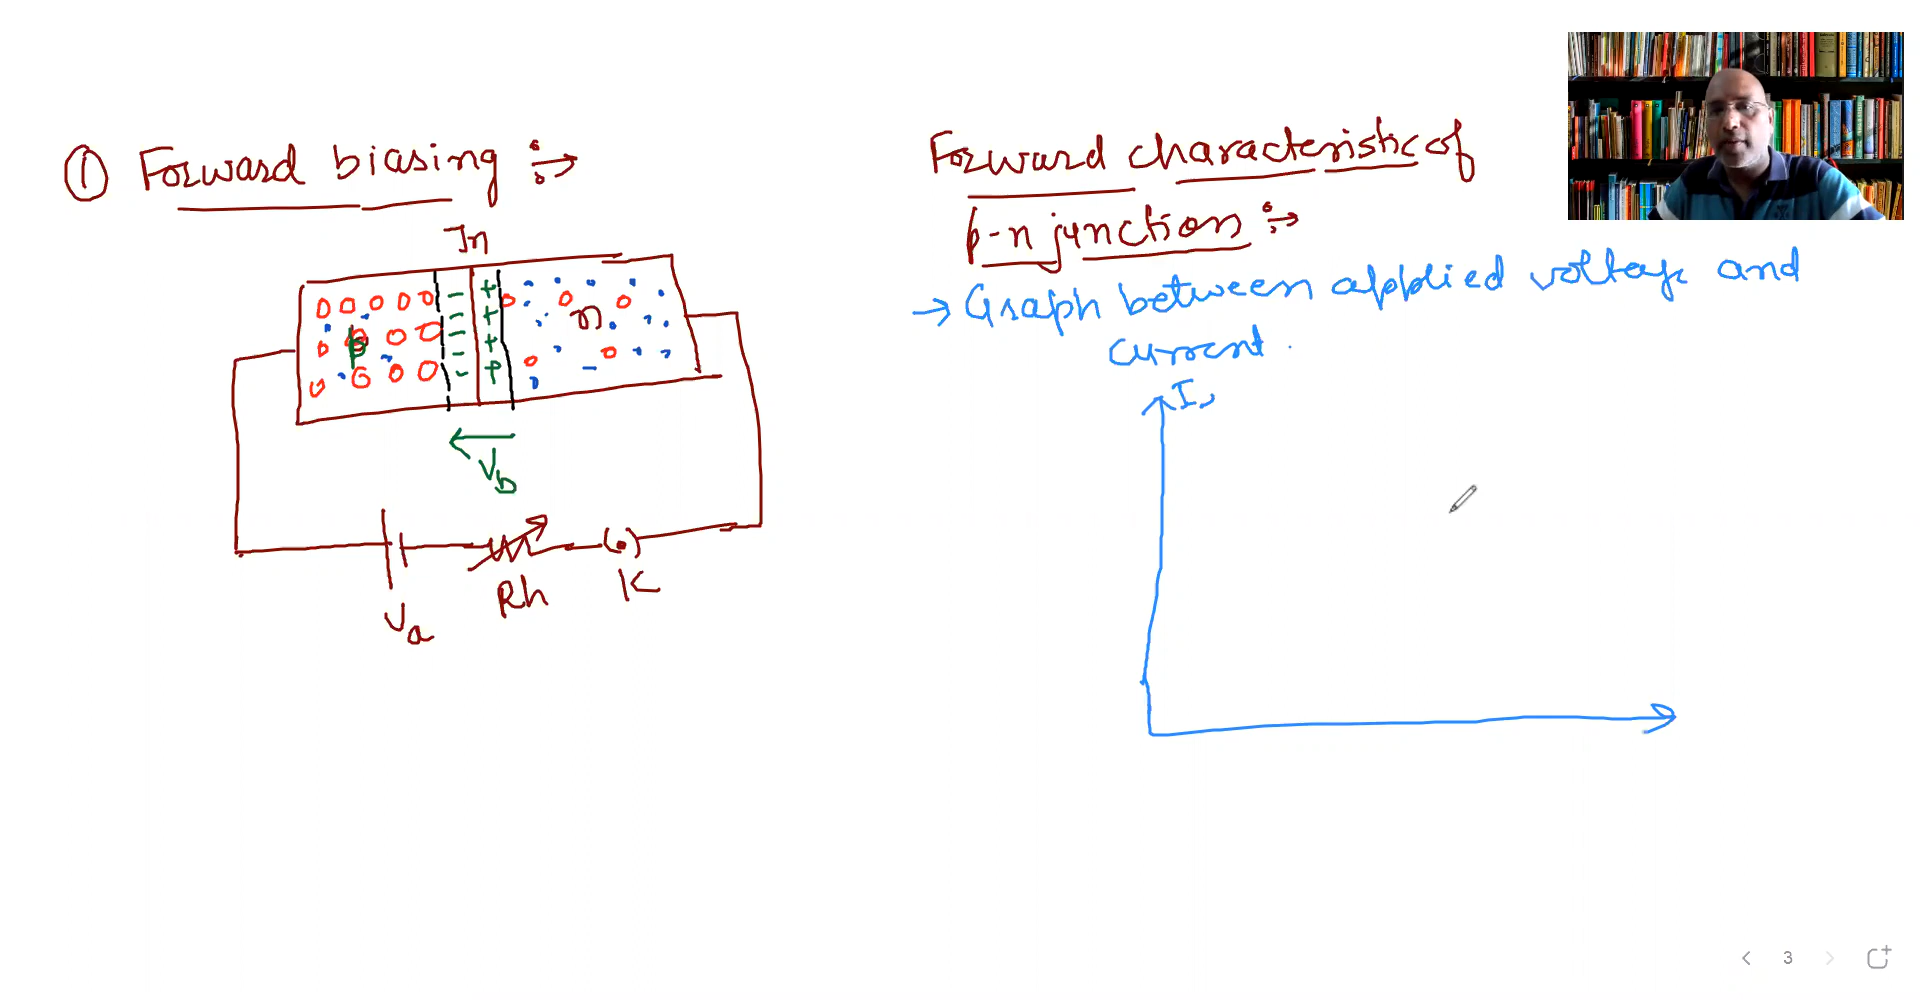 ① Forward biasing :→
Jn
p
n
Vb
Va
Rh
K
Forward characteristic of
p-n junction :→
→ Graph between applied voltage and
current.
I
3